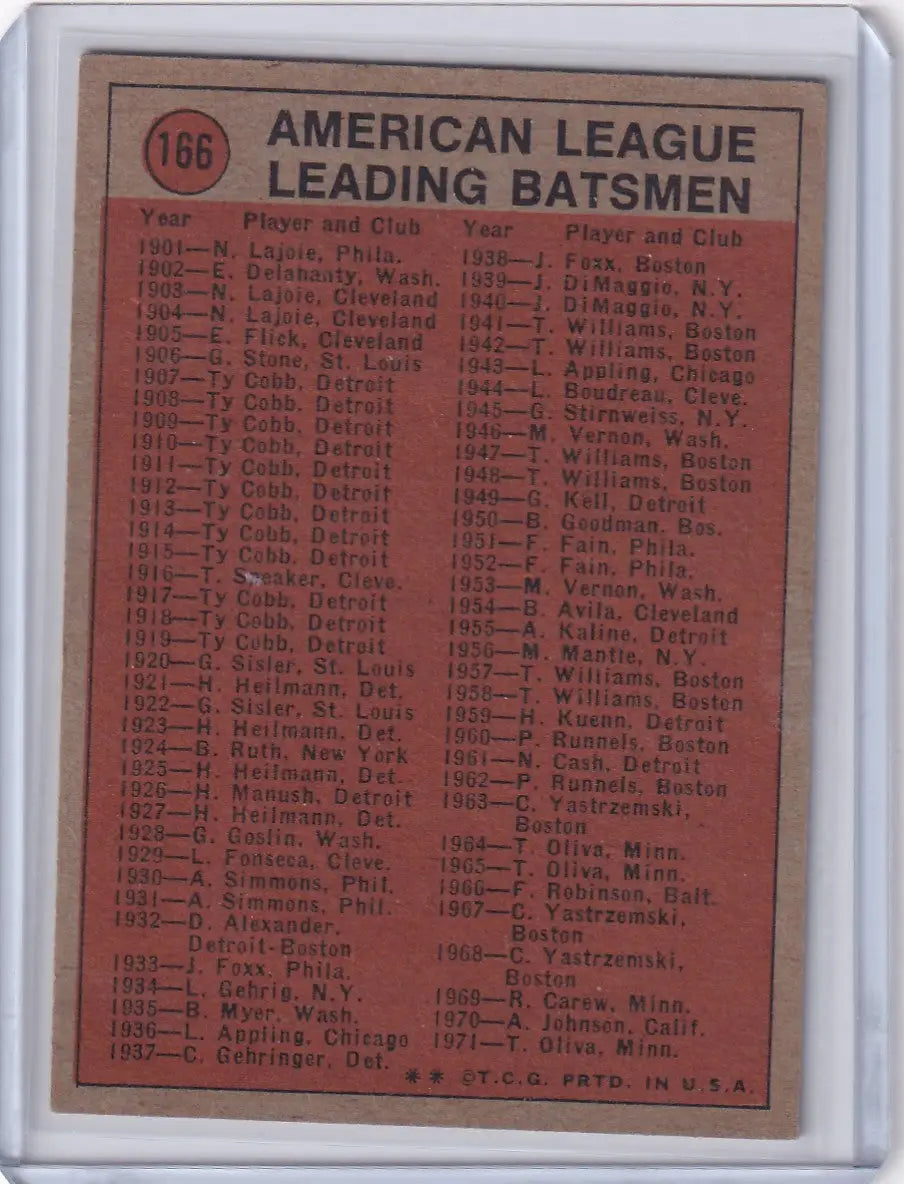 166
AMERICAN LEAGUE
LEADING BATSMEN
Year Player and Club
1901—N. Lajoie, Phila.
1902—E. Delahanty, Wash.
1903—N. Lajoie, Cleveland
1904—N. Lajoie, Cleveland
1905—E. Flick, Cleveland
1906—G. Stone, St. Louis
1907—Ty Cobb, Detroit
1908—Ty Cobb, Detroit
1909—Ty Cobb, Detroit
1910—Ty Cobb, Detroit
1911—Ty Cobb, Detroit
1912—Ty Cobb, Detroit
1913—Ty Cobb, Detroit
1914—Ty Cobb, Detroit
1915—Ty Cobb, Detroit
1916—T. Speaker, Cleve.
1917—Ty Cobb, Detroit
1918—Ty Cobb, Detroit
1919—Ty Cobb, Detroit
1920—G. Sisler, St. Louis
1921—H. Heilmann, Det.
1922—G. Sisler, St. Louis
1923—H. Heilmann, Det.
1924—B. Ruth, New York
1925—H. Heilmann, Det.
1926—H. Manush, Detroit
1927—H. Heilmann, Det.
1928—G. Goslin, Wash.
1929—L. Fonseca, Cleve.
1930—A. Simmons, Phil.
1931—A. Simmons, Phil.
1932—D. Alexander,
Detroit-Boston
1933—J. Foxx, Phila.
1934—L. Gehrig, N.Y.
1935—B. Myer, Wash.
1936—L. Appling, Chicago
1937—C. Gehringer, Det.
Year Player and Club
1938—J. Foxx, Boston
1939—J. DiMaggio, N.Y.
1940—J. DiMaggio, N.Y.
1941—T. Williams, Boston
1942—T. Williams, Boston
1943—L. Appling, Chicago
1944—L. Boudreau, Cleve.
1945—G. Stirnweiss, N.Y.
1946—M. Vernon, Wash.
1947—T. Williams, Boston
1948—T. Williams, Boston
1949—G. Kell, Detroit
1950—B. Goodman, Bos.
1951—F. Fain, Phila.
1952—F. Fain, Phila.
1953—M. Vernon, Wash.
1954—B. Avila, Cleveland
1955—A. Kaline, Detroit
1956—M. Mantle, N.Y.
1957—T. Williams, Boston
1958—T. Williams, Boston
1959—H. Kuenn, Detroit
1960—P. Runnels, Boston
1961—N. Cash, Detroit
1962—P. Runnels, Boston
1963—C. Yastrzemski,
Boston
1964—T. Oliva, Minn.
1965—T. Oliva, Minn.
1966—F. Robinson, Balt.
1967—C. Yastrzemski,
Boston
1968—C. Yastrzemski,
Boston
1969—R. Carew, Minn.
1970—A. Johnson, Calif.
1971—T. Oliva, Minn.
** ©T.C.G. PRTD. IN U.S.A.